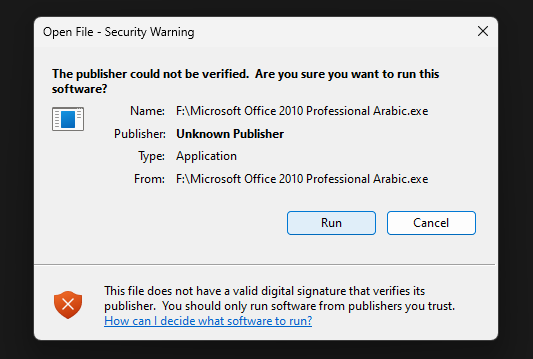 Open File - Security Warning
The publisher could not be verified.  Are you sure you want to run this
software?
Name: F:\Microsoft Office 2010 Professional Arabic.exe
Publisher: Unknown Publisher
Type: Application
From: F:\Microsoft Office 2010 Professional Arabic.exe
Run Cancel
This file does not have a valid digital signature that verifies its
publisher.  You should only run software from publishers you trust.
How can I decide what software to run?